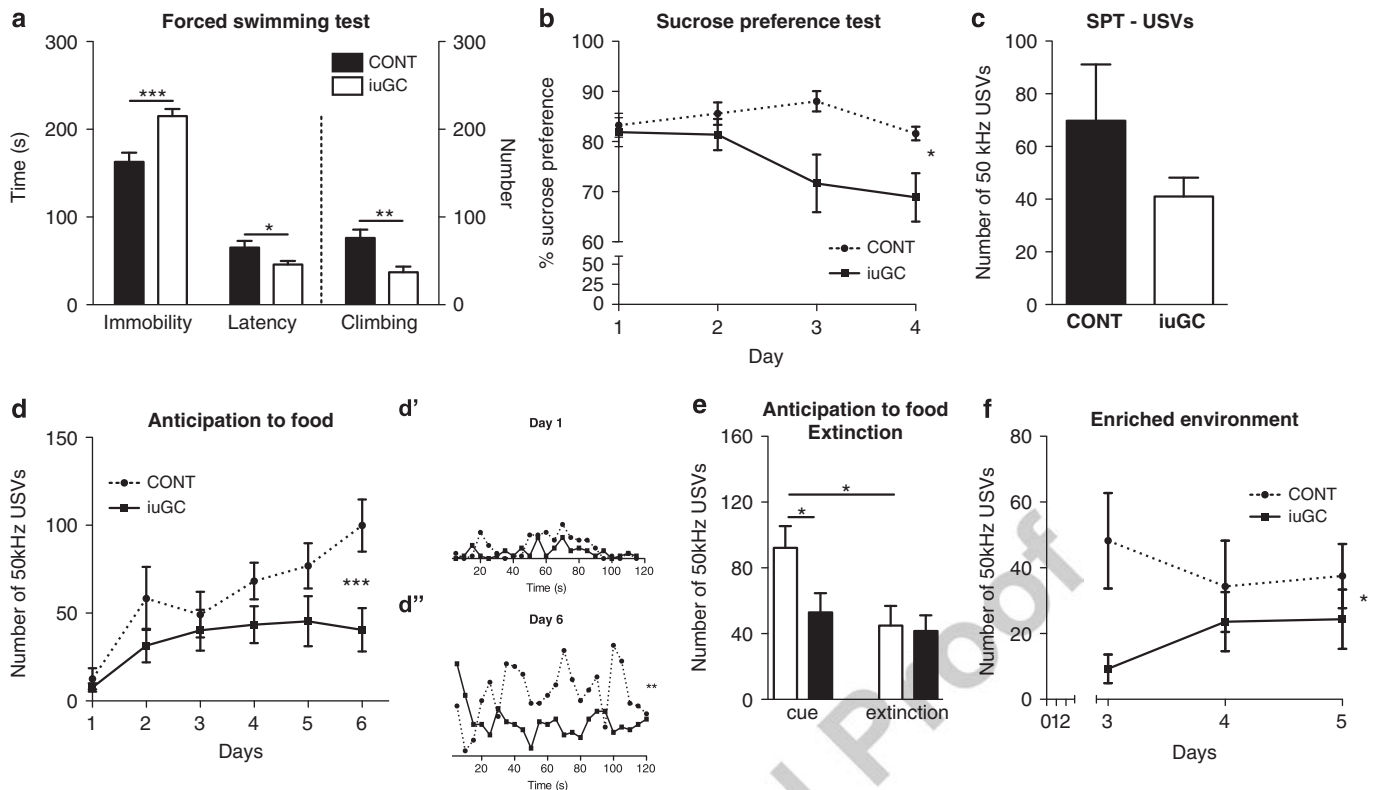 a
Forced swimming test
300
200
100
0
Time (s)
300
200
100
0
Number
CONT
iuGC
***
*
**
Immobility Latency Climbing
b
Sucrose preference test
100
90
80
70
60
50
25
0
% sucrose preference
*
CONT
iuGC
1 2 3 4
Day
c
SPT - USVs
100
80
60
40
20
0
Number of 50 kHz USVs
CONT iuGC
d
Anticipation to food
150
100
50
0
Number of 50kHz USVs
CONT
iuGC
***
1 2 3 4 5 6
Days
d'
Day 1
20 40 60 80 100 120
Time (s)
d''
Day 6
**
20 40 60 80 100 120
Time (s)
e
Anticipation to food
Extinction
160
120
80
40
0
Number of 50kHz USVs
*
*
cue extinction
f
Enriched environment
80
60
40
20
0
Number of 50kHz USVs
CONT
iuGC
*
012 3 4 5
Days
Proof